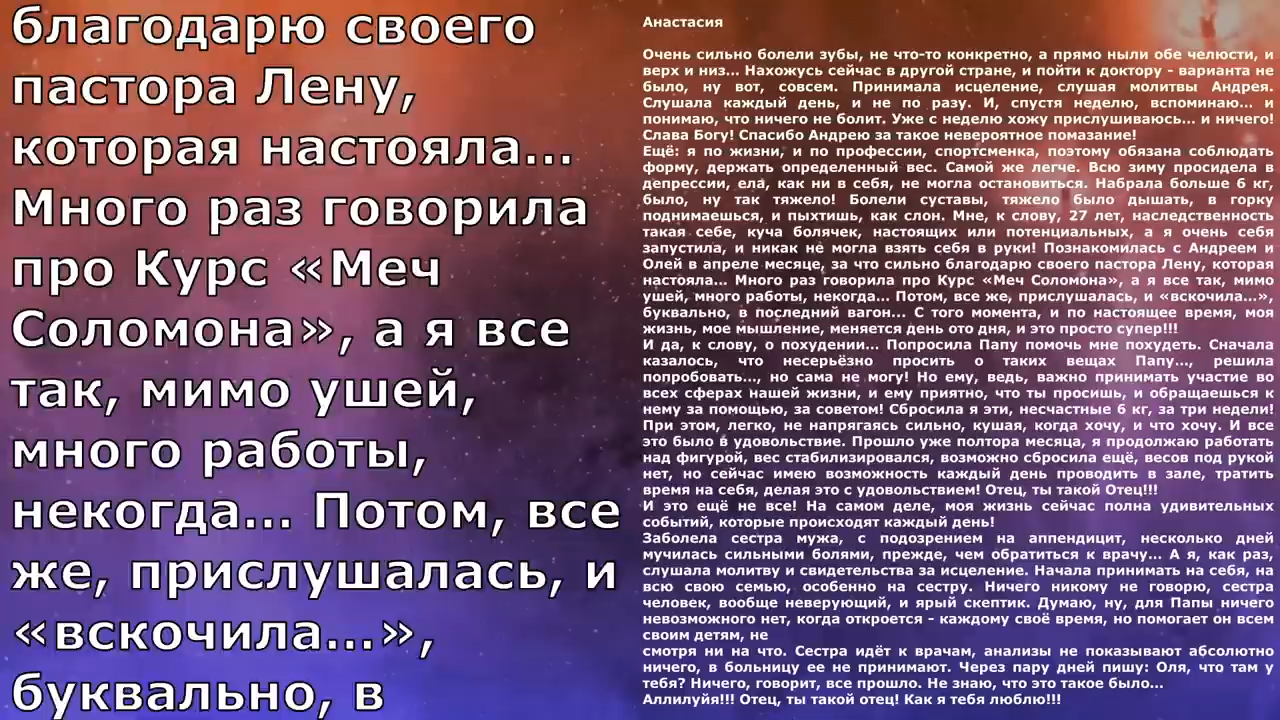 благодарю своего
пастора Лену,
которая настояла...
Много раз говорила
про Курс «Меч
Соломона», а я все
так, мимо ушей,
много работы,
некогда... Потом, все
же, прислушалась, и
«вскочила...»,
буквально, в
Анастасия
Очень сильно болели зубы, не что-то конкретно, а прямо ныли обе челюсти, и
верх и низ... Нахожусь сейчас в другой стране, и пойти к доктору - варианта не
было, ну вот, совсем. Принимала исцеление, слушая молитвы Андрея.
Слушала каждый день, и не по разу. И, спустя неделю, вспоминаю... и
понимаю, что ничего не болит. Уже с неделю хожу прислушиваюсь... и ничего!
Слава Богу! Спасибо Андрею за такое невероятное помазание!
Ещё: я по жизни, и по профессии, спортсменка, поэтому обязана соблюдать
форму, держать определенный вес. Самой же легче. Всю зиму просидела в
депрессии, ела, как ни в себя, не могла остановиться. Набрала больше 6 кг,
было, ну так тяжело! Болели суставы, тяжело было дышать, в горку
поднимаешься, и пыхтишь, как слон. Мне, к слову, 27 лет, наследственность
такая себе, куча болячек, настоящих или потенциальных, а я очень себя
запустила, и никак не могла взять себя в руки! Познакомилась с Андреем и
Олей в апреле месяце, за что сильно благодарю своего пастора Лену, которая
настояла... Много раз говорила про Курс «Меч Соломона», а я все так, мимо
ушей, много работы, некогда... Потом, все же, прислушалась, и «вскочила...»,
буквально, в последний вагон... С того момента, и по настоящее время, моя
жизнь, мое мышление, меняется день ото дня, и это просто супер!!!
И да, к слову, о похудении... Попросила Папу помочь мне похудеть. Сначала
казалось, что несерьёзно просить о таких вещах Папу..., решила
попробовать..., но сама не могу! Но ему, ведь, важно принимать участие во
всех сферах нашей жизни, и ему приятно, что ты просишь, и обращаешься к
нему за помощью, за советом! Сбросила я эти, несчастные 6 кг, за три недели!
При этом, легко, не напрягаясь сильно, кушая, когда хочу, и что хочу. И все
это было в удовольствие. Прошло уже полтора месяца, я продолжаю работать
над фигурой, вес стабилизировался, возможно сбросила ещё, весов под рукой
нет, но сейчас имею возможность каждый день проводить в зале, тратить
время на себя, делая это с удовольствием! Отец, ты такой Отец!!!
И это ещё не все! На самом деле, моя жизнь сейчас полна удивительных
событий, которые происходят каждый день!
Заболела сестра мужа, с подозрением на аппендицит, несколько дней
мучилась сильными болями, прежде, чем обратиться к врачу... А я, как раз,
слушала молитву и свидетельства за исцеление. Начала принимать на себя, на
всю свою семью, особенно на сестру. Ничего никому не говорю, сестра
человек, вообще неверующий, и ярый скептик. Думаю, ну, для Папы ничего
невозможного нет, когда откроется - каждому своё время, но помогает он всем
своим детям, не
смотря ни на что. Сестра идёт к врачам, анализы не показывают абсолютно
ничего, в больницу ее не принимают. Через пару дней пишу: Оля, что там у
тебя? Ничего, говорит, все прошло. Не знаю, что это такое было...
Аллилуйя!!! Отец, ты такой отец! Как я тебя люблю!!!